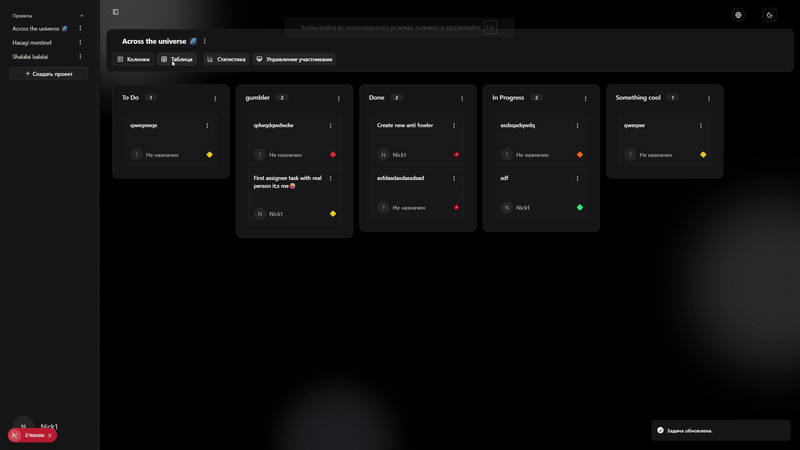 Проекты
Across the universe 🌌
Hasagi mentinel
Shalalai balalai
+ Создать проект
Чтобы выйти из полноэкранного режима, нажмите и удерживайте Esc
Across the universe 🌌
Колонки Таблица Статистика Управление участниками
To Do 1
qweqewqe
? Не назначен
gumbler 2
qdwqdqwdwdw
? Не назначен
First assignee task with real
person it;s me
N Nick1
Done 2
Create new anti fowler
N Nick1
asfdasdasdassdsad
? Не назначен
In Progress 2
asdsqadqwdq
? Не назначен
sdf
N Nick1
Something cool 1
qweqwe
? Не назначен
N Nick1
N 2 Issues
Задача обновлена.